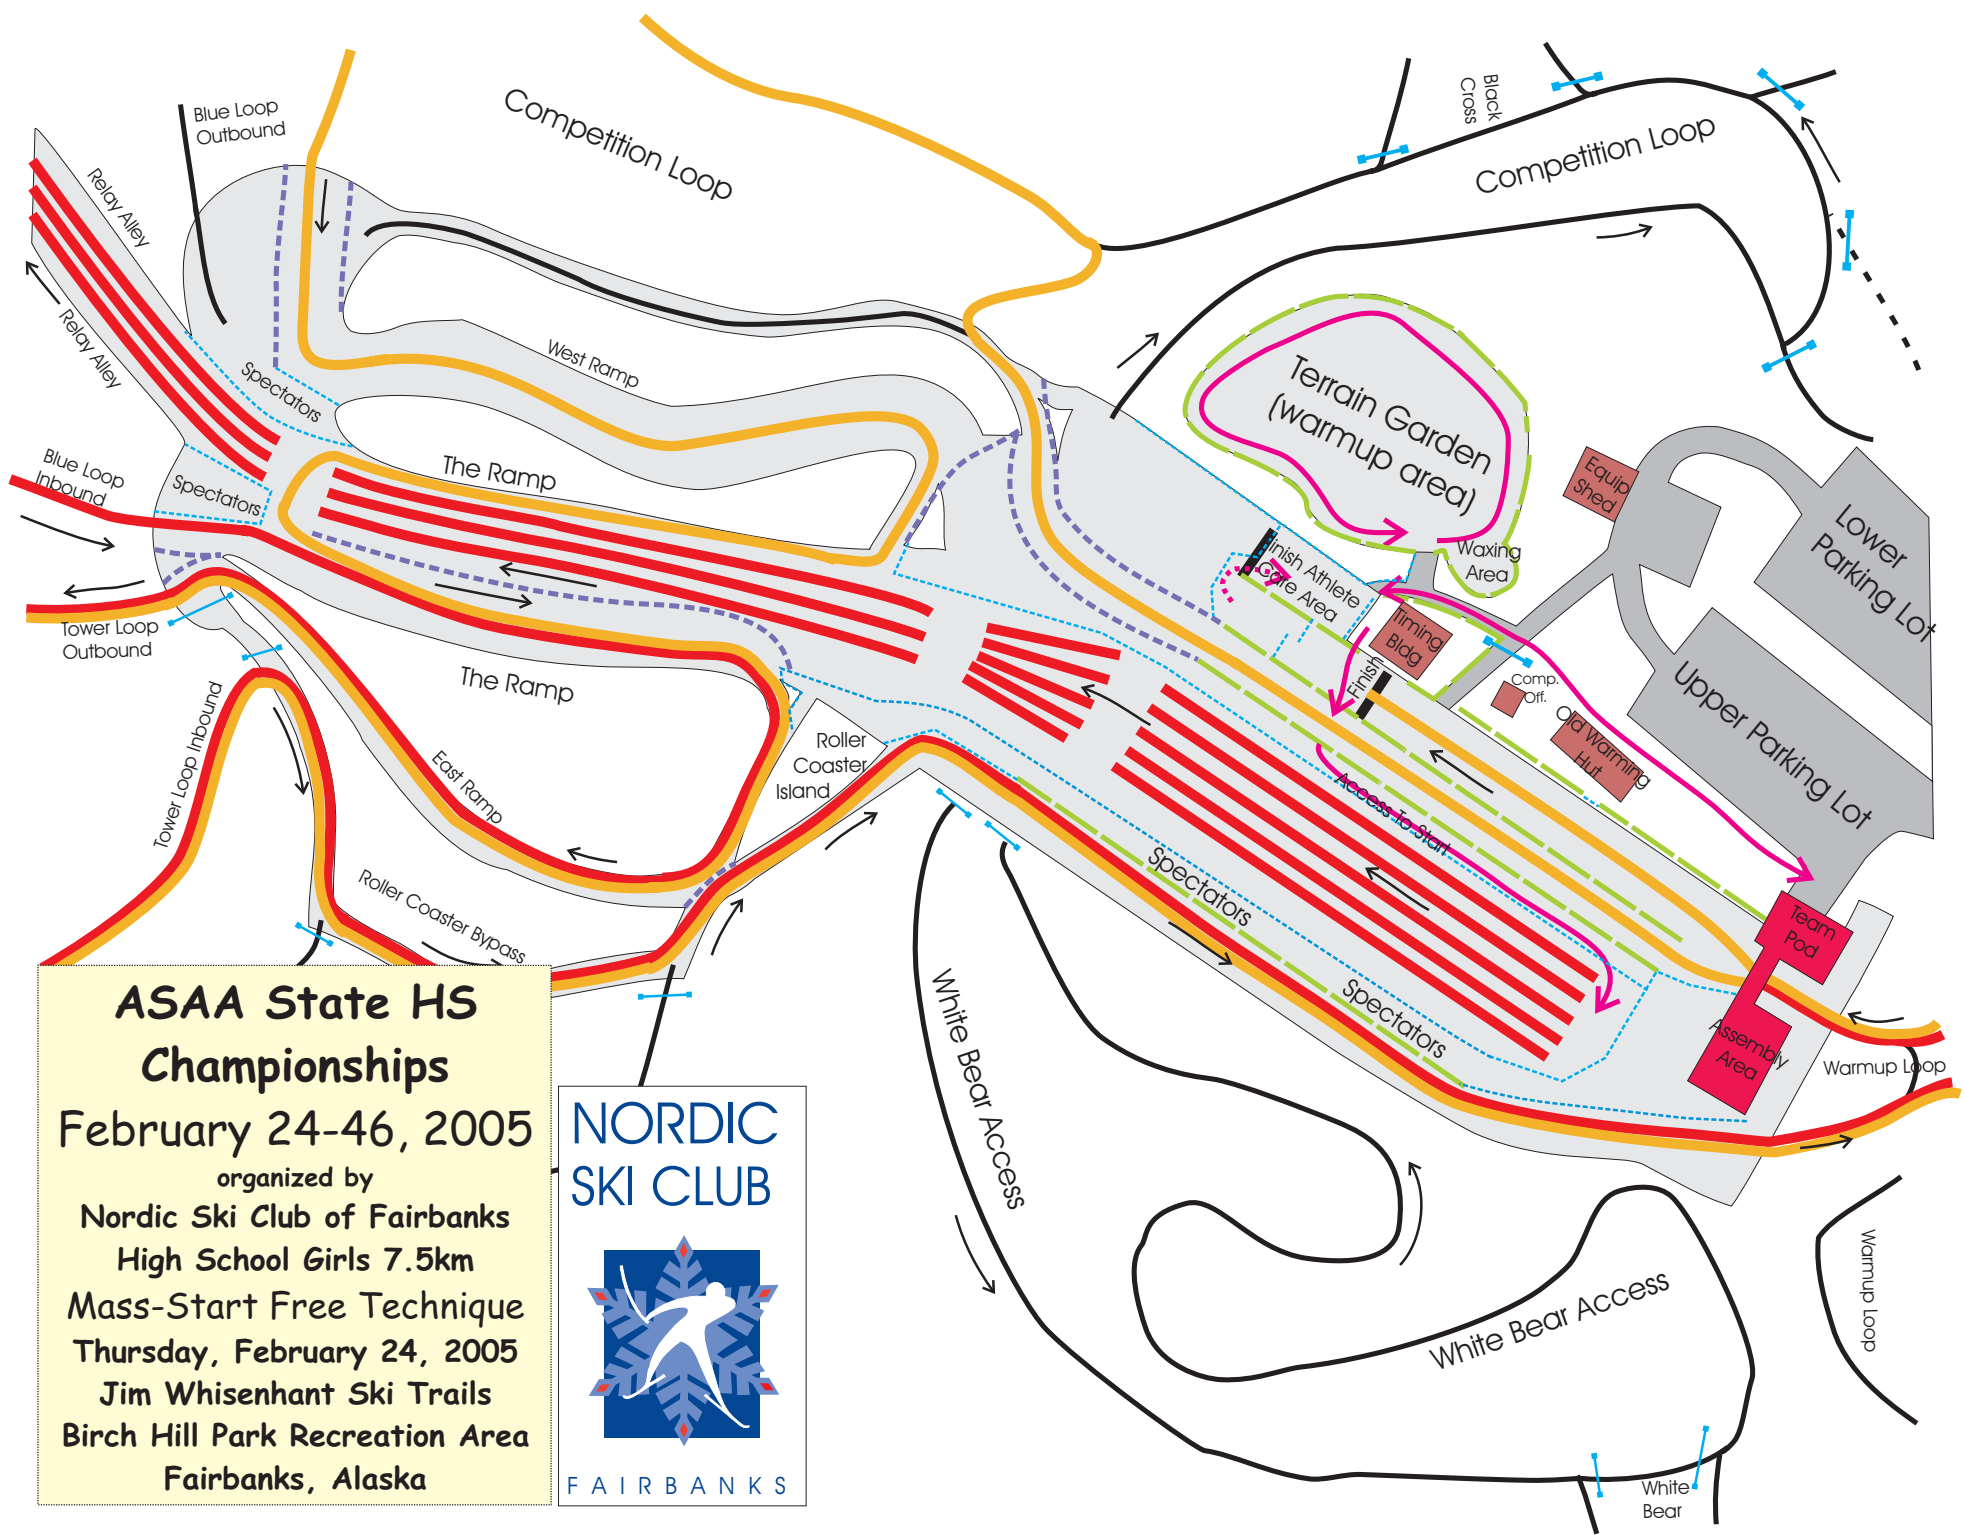 Blue Loop
Outbound
Competition Loop
Black
Cross
Competition Loop
Relay Alley
Relay Alley
Spectators
West Ramp
Terrain Garden
(warmup area)
Equip
Shed
Lower
Parking Lot
Blue Loop
Inbound
Spectators
The Ramp
Waxing
Area
Finish Athlete
Care Area
Timing
Bldg
Tower Loop
Outbound
The Ramp
Finish
Comp.
Off.
Old Warming
Hut
Upper Parking Lot
Tower Loop Inbound
East Ramp
Roller
Coaster
Island
Access To Start
Spectators
Roller Coaster Bypass
Team
Pod
White Bear Access
Spectators
Assembly
Area
Warmup Loop
ASAA State HS
Championships
February 24-46, 2005
organized by
Nordic Ski Club of Fairbanks
High School Girls 7.5km
Mass-Start Free Technique
Thursday, February 24, 2005
Jim Whisenhant Ski Trails
Birch Hill Park Recreation Area
Fairbanks, Alaska
NORDIC
SKI CLUB
FAIRBANKS
White Bear Access
Warmup Loop
White
Bear